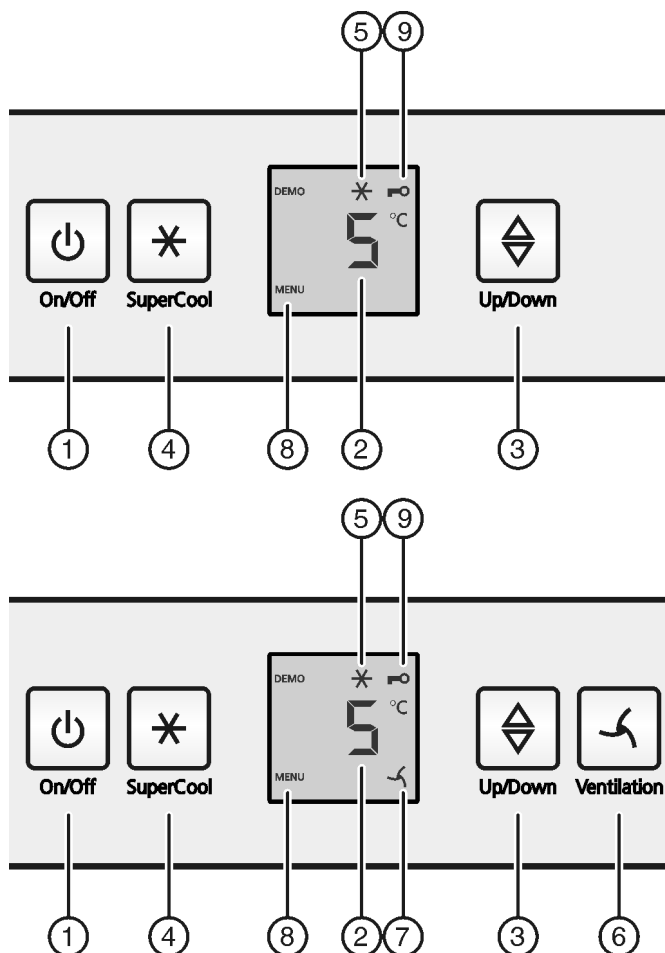 5 9
DEMO
5 °C
MENU
On/Off SuperCool Up/Down
1 4 8 2 3
5 9
DEMO
5 °C
MENU
On/Off SuperCool Up/Down Ventilation
1 4 8 2 7 3 6